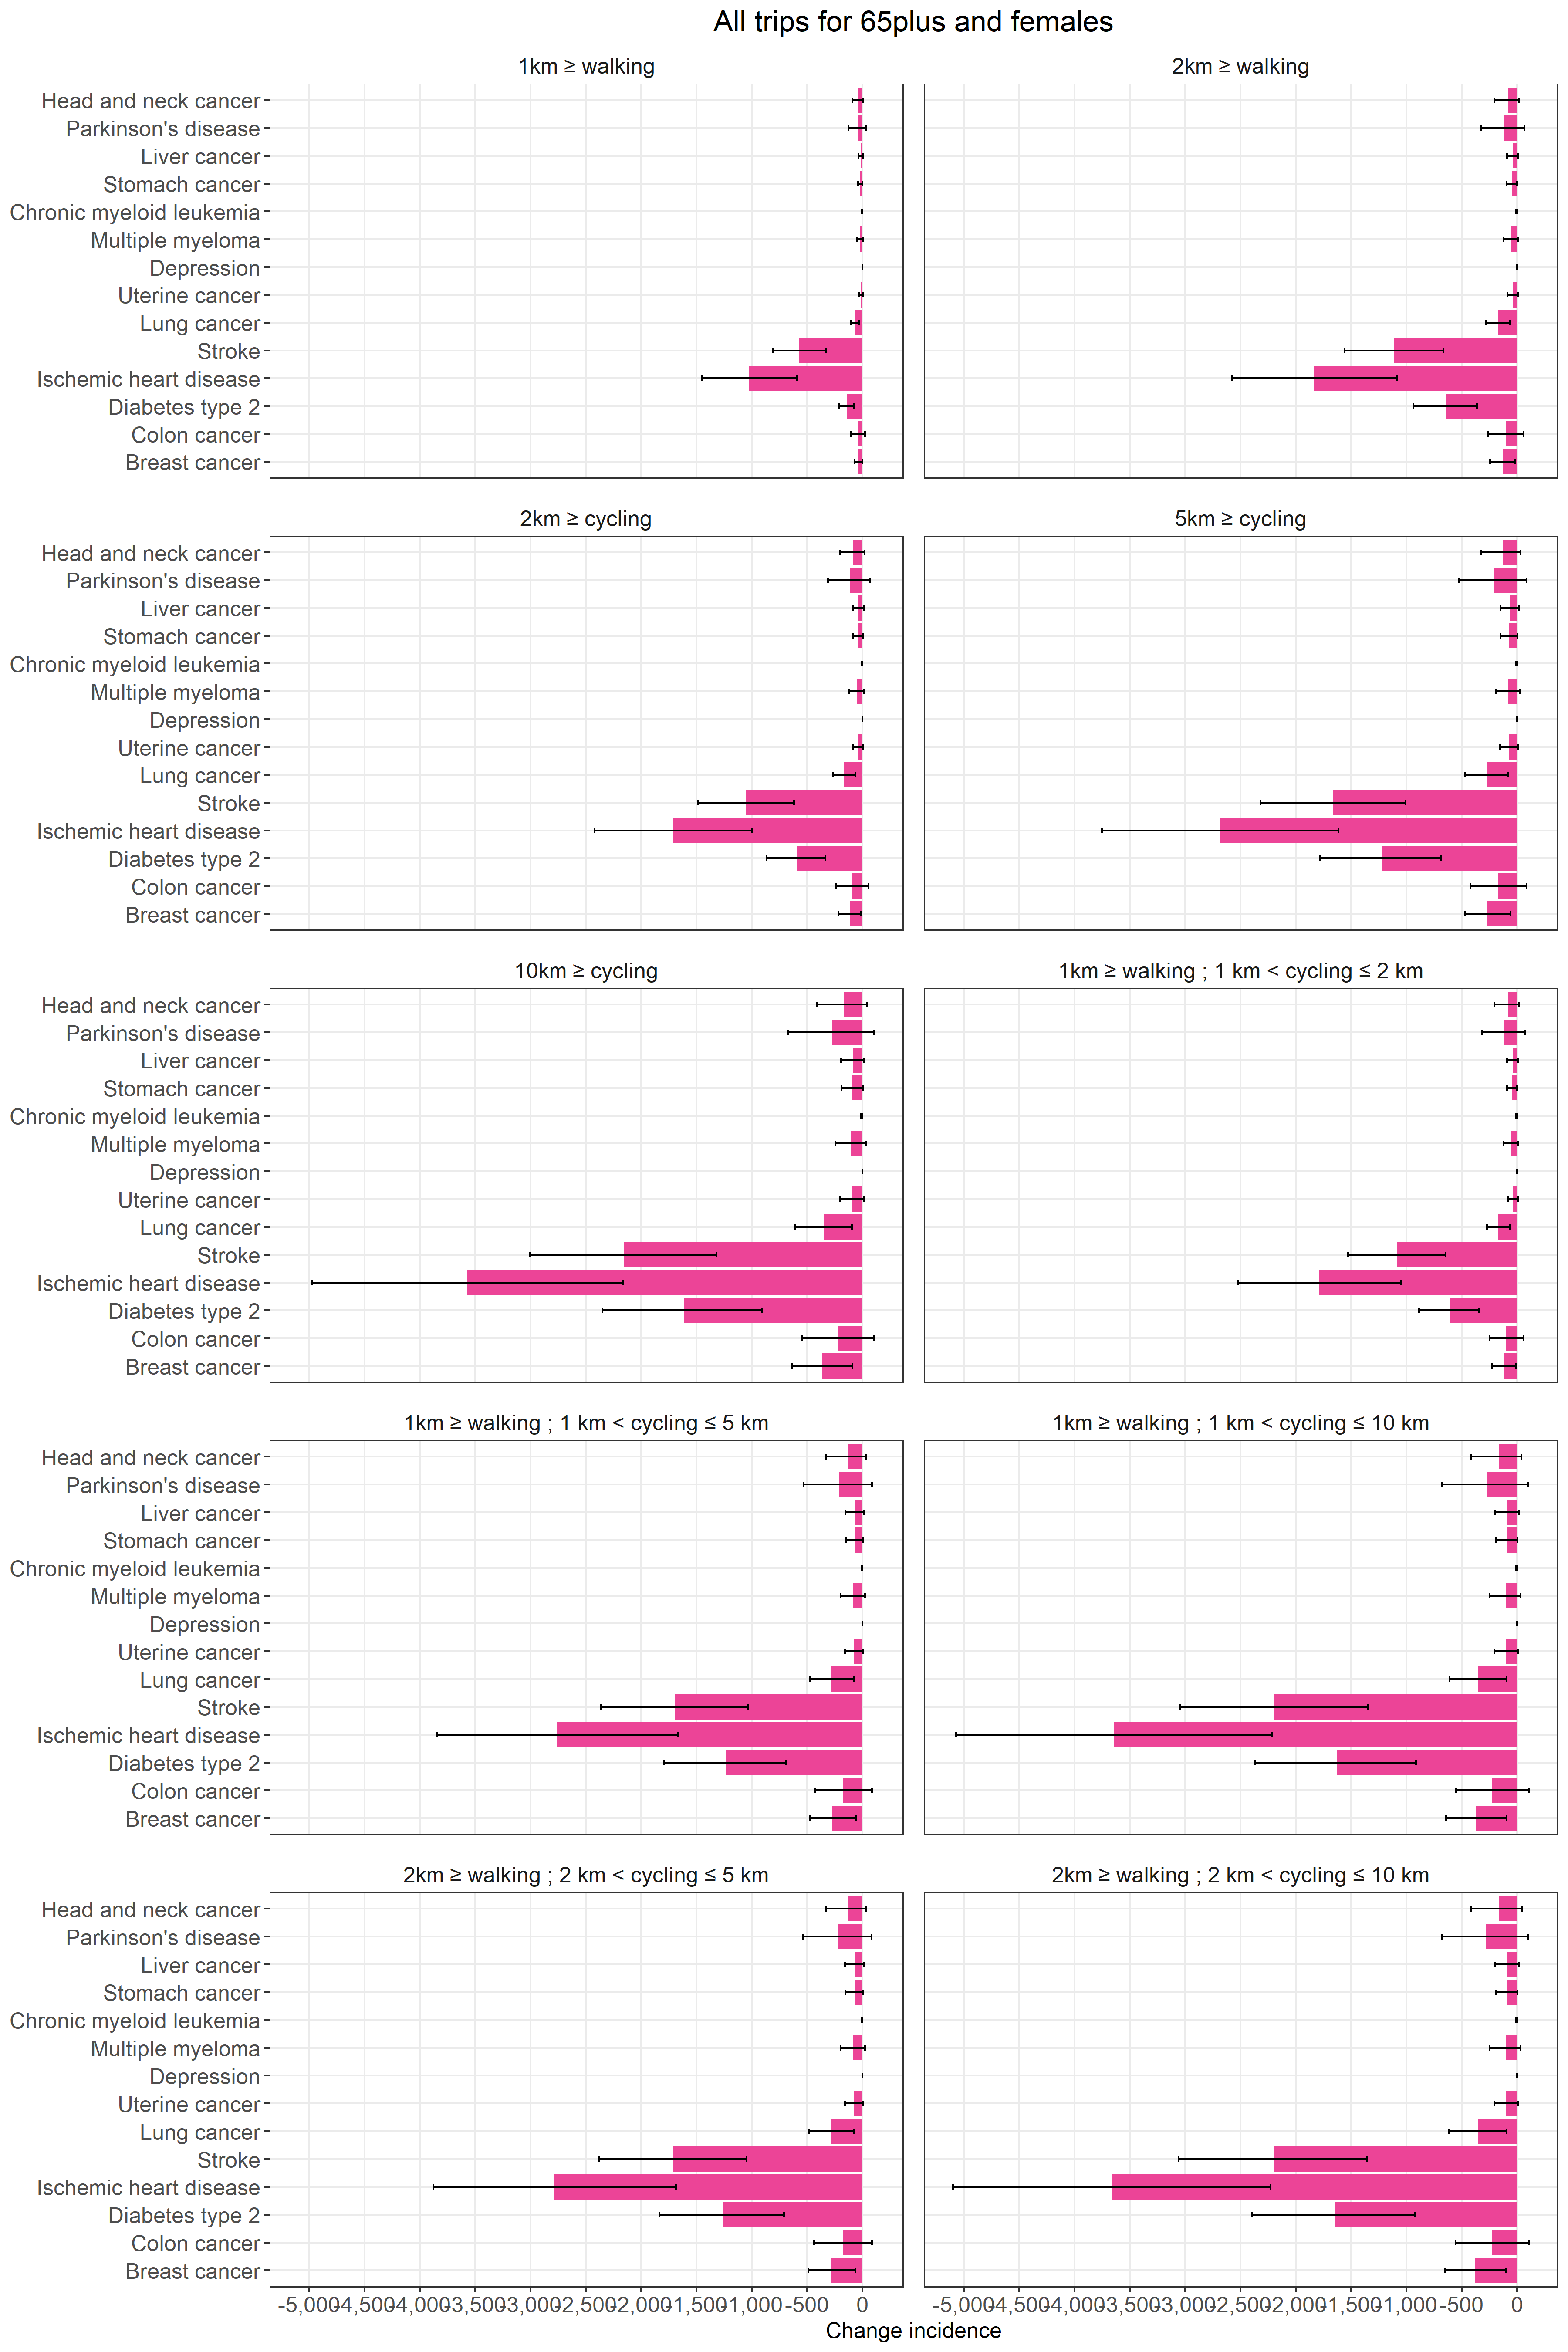 All trips for 65plus and females
1km ≥ walking
2km ≥ walking
Head and neck cancer
Parkinson's disease
Liver cancer
Stomach cancer
Chronic myeloid leukemia
Multiple myeloma
Depression
Uterine cancer
Lung cancer
Stroke
Ischemic heart disease
Diabetes type 2
Colon cancer
Breast cancer
2km ≥ cycling
5km ≥ cycling
Head and neck cancer
Parkinson's disease
Liver cancer
Stomach cancer
Chronic myeloid leukemia
Multiple myeloma
Depression
Uterine cancer
Lung cancer
Stroke
Ischemic heart disease
Diabetes type 2
Colon cancer
Breast cancer
10km ≥ cycling
1km ≥ walking ; 1 km < cycling ≤ 2 km
Head and neck cancer
Parkinson's disease
Liver cancer
Stomach cancer
Chronic myeloid leukemia
Multiple myeloma
Depression
Uterine cancer
Lung cancer
Stroke
Ischemic heart disease
Diabetes type 2
Colon cancer
Breast cancer
1km ≥ walking ; 1 km < cycling ≤ 5 km
1km ≥ walking ; 1 km < cycling ≤ 10 km
Head and neck cancer
Parkinson's disease
Liver cancer
Stomach cancer
Chronic myeloid leukemia
Multiple myeloma
Depression
Uterine cancer
Lung cancer
Stroke
Ischemic heart disease
Diabetes type 2
Colon cancer
Breast cancer
2km ≥ walking ; 2 km < cycling ≤ 5 km
2km ≥ walking ; 2 km < cycling ≤ 10 km
Head and neck cancer
Parkinson's disease
Liver cancer
Stomach cancer
Chronic myeloid leukemia
Multiple myeloma
Depression
Uterine cancer
Lung cancer
Stroke
Ischemic heart disease
Diabetes type 2
Colon cancer
Breast cancer
-5,000 -4,500 -4,000 -3,500 -3,000 -2,500 -2,000 -1,500 -1,000 -500 0
-5,000 -4,500 -4,000 -3,500 -3,000 -2,500 -2,000 -1,500 -1,000 -500 0
Change incidence